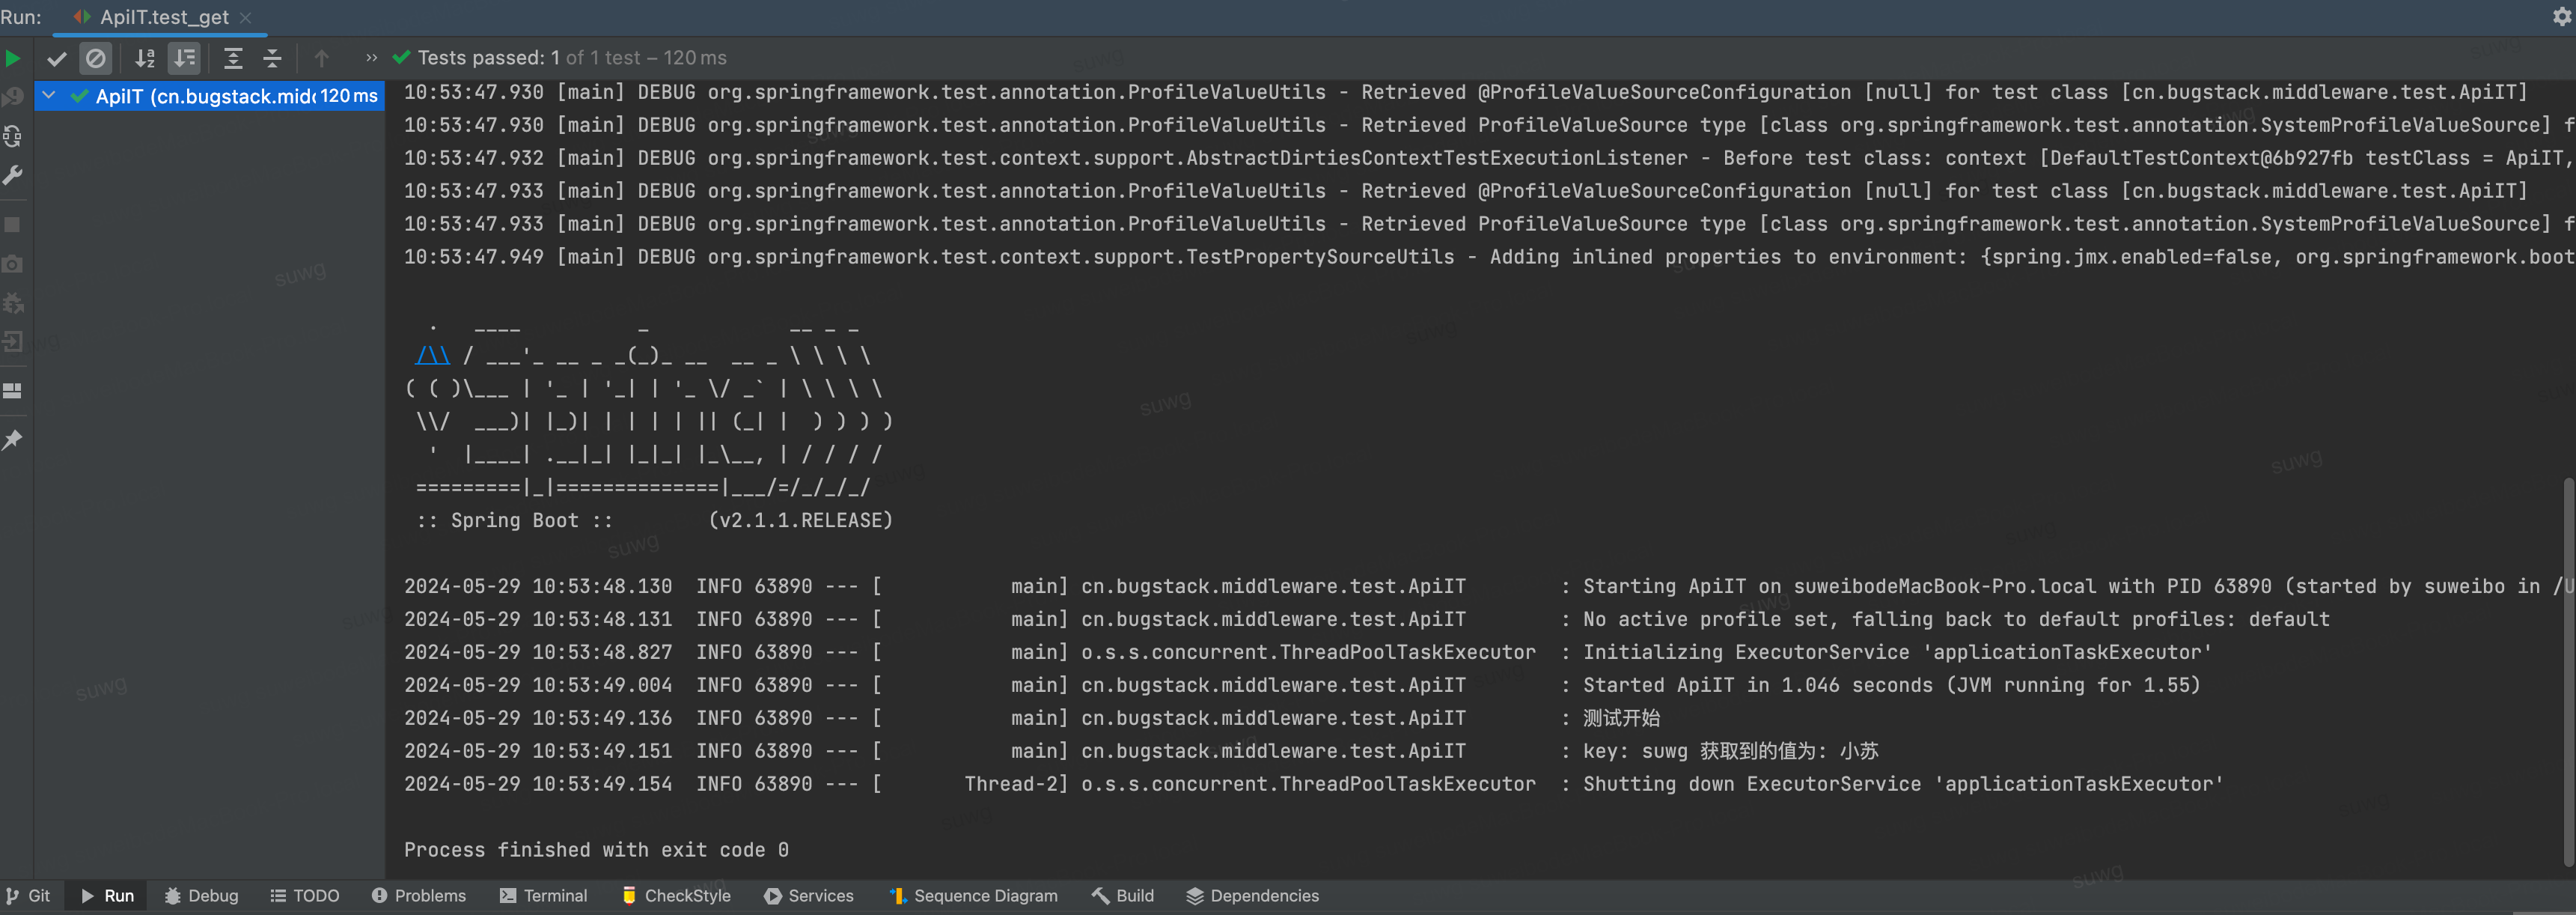 Run: ApiIT.test_get
Tests passed: 1 of 1 test – 120 ms
ApiIT (cn.bugstack.mid 120 ms
10:53:47.930 [main] DEBUG org.springframework.test.annotation.ProfileValueUtils - Retrieved @ProfileValueSourceConfiguration [null] for test class [cn.bugstack.middleware.test.ApiIT]
10:53:47.930 [main] DEBUG org.springframework.test.annotation.ProfileValueUtils - Retrieved ProfileValueSource type [class org.springframework.test.annotation.SystemProfileValueSource] f
10:53:47.932 [main] DEBUG org.springframework.test.context.support.AbstractDirtiesContextTestExecutionListener - Before test class: context [DefaultTestContext@6b927fb testClass = ApiIT,
10:53:47.933 [main] DEBUG org.springframework.test.annotation.ProfileValueUtils - Retrieved @ProfileValueSourceConfiguration [null] for test class [cn.bugstack.middleware.test.ApiIT]
10:53:47.933 [main] DEBUG org.springframework.test.annotation.ProfileValueUtils - Retrieved ProfileValueSource type [class org.springframework.test.annotation.SystemProfileValueSource] f
10:53:47.949 [main] DEBUG org.springframework.test.context.support.TestPropertySourceUtils - Adding inlined properties to environment: {spring.jmx.enabled=false, org.springframework.boot
  .   ____          _            __ _ _
 /\\ / ___'_ __ _ _(_)_ __  __ _ \ \ \ \
( ( )\___ | '_ | '_| | '_ \/ _` | \ \ \ \
 \\/  ___)| |_)| | | | | || (_| |  ) ) ) )
  '  |____| .__|_| |_|_| |_\__, | / / / /
 =========|_|==============|___/=/_/_/_/
 :: Spring Boot ::        (v2.1.1.RELEASE)
2024-05-29 10:53:48.130  INFO 63890 --- [           main] cn.bugstack.middleware.test.ApiIT        : Starting ApiIT on suweibodeMacBook-Pro.local with PID 63890 (started by suweibo in /U
2024-05-29 10:53:48.131  INFO 63890 --- [           main] cn.bugstack.middleware.test.ApiIT        : No active profile set, falling back to default profiles: default
2024-05-29 10:53:48.827  INFO 63890 --- [           main] o.s.s.concurrent.ThreadPoolTaskExecutor  : Initializing ExecutorService 'applicationTaskExecutor'
2024-05-29 10:53:49.004  INFO 63890 --- [           main] cn.bugstack.middleware.test.ApiIT        : Started ApiIT in 1.046 seconds (JVM running for 1.55)
2024-05-29 10:53:49.136  INFO 63890 --- [           main] cn.bugstack.middleware.test.ApiIT        : 测试开始
2024-05-29 10:53:49.151  INFO 63890 --- [           main] cn.bugstack.middleware.test.ApiIT        : key: suwg 获取到的值为: 小苏
2024-05-29 10:53:49.154  INFO 63890 --- [       Thread-2] o.s.s.concurrent.ThreadPoolTaskExecutor  : Shutting down ExecutorService 'applicationTaskExecutor'
Process finished with exit code 0
Git Run Debug TODO Problems Terminal CheckStyle Services Sequence Diagram Build Dependencies